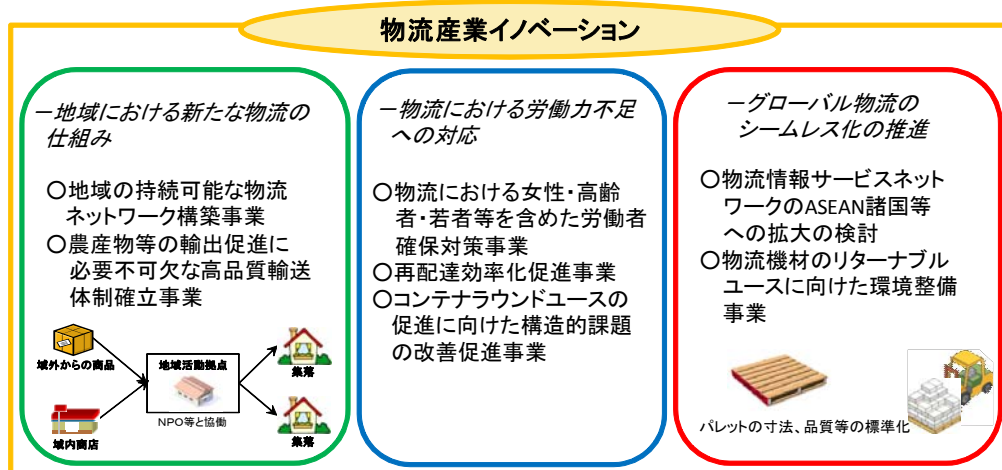 物流産業イノベーション
－地域における新たな物流の
仕組み
○地域の持続可能な物流
ネットワーク構築事業
○農産物等の輸出促進に
必要不可欠な高品質輸送
体制確立事業
域外からの商品
地域活動拠点
集落
域内商店
NPO等と協働
集落
－物流における労働力不足
への対応
○物流における女性・高齢
者・若者等を含めた労働者
確保対策事業
○再配達効率化促進事業
○コンテナラウンドユースの
促進に向けた構造的課題
の改善促進事業
－グローバル物流の
シームレス化の推進
○物流情報サービスネット
ワークのASEAN諸国等
への拡大の検討
○物流機材のリターナブル
ユースに向けた環境整備
事業
パレットの寸法、品質等の標準化